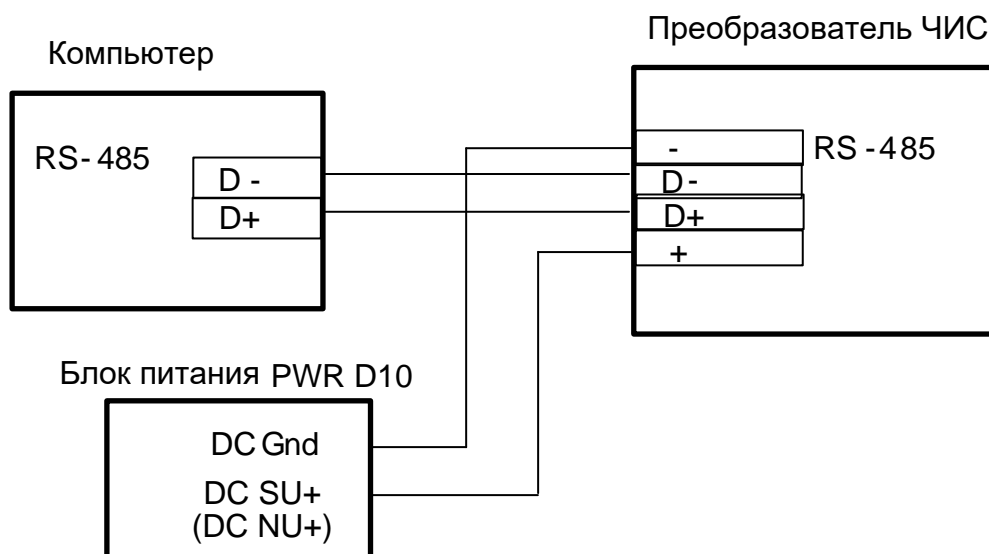 Компьютер
RS-485
D -
D+
Преобразователь ЧИС
-
D-
D+
+
RS -485
Блок питания PWR D10
DC Gnd
DC SU+
(DC NU+)